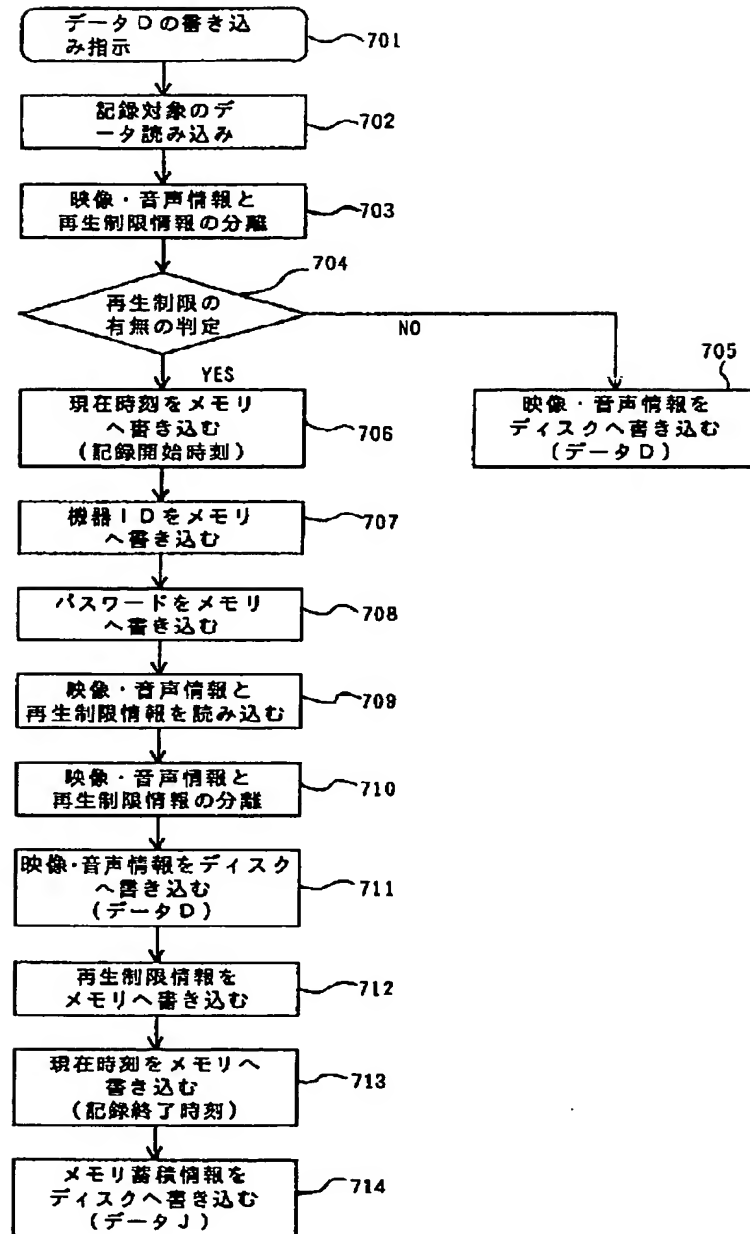 データDの書き込
み指示
701
記録対象のデ
ータ読み込み
702
映像・音声情報と
再生制限情報の分離
703
704
再生制限の
有無の判定
NO
YES
705
映像・音声情報を
ディスクへ書き込む
(データD)
現在時刻をメモリ
へ書き込む
(記録開始時刻)
706
機器IDをメモリ
へ書き込む
707
パスワードをメモリ
へ書き込む
708
映像・音声情報と
再生制限情報を読み込む
709
映像・音声情報と
再生制限情報の分離
710
映像・音声情報をディスク
へ書き込む
(データD)
711
再生制限情報を
メモリへ書き込む
712
現在時刻をメモリへ
書き込む
(記録終了時刻)
713
メモリ蓄積情報を
ディスクへ書き込む
(データJ)
714